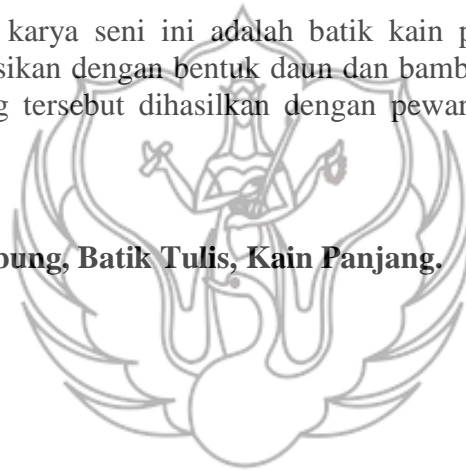 karya seni ini adalah batik kain p
sikan dengan bentuk daun dan bamb
g tersebut dihasilkan dengan pewar
bung, Batik Tulis, Kain Panjang.